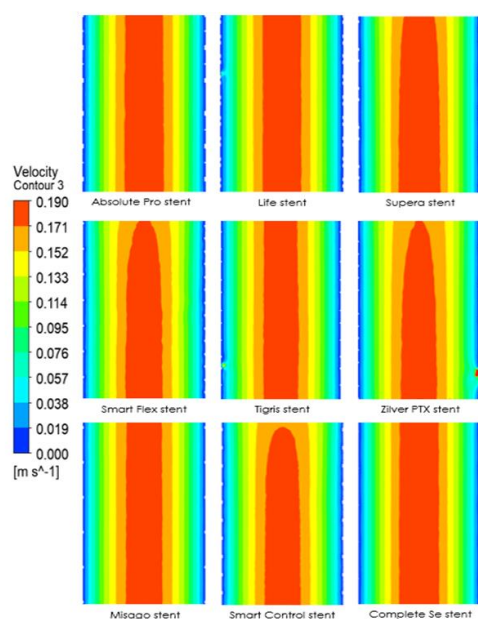 Absolute Pro stent
Life stent
Supera stent
Velocity
Contour 3
0.190
0.171
0.152
0.133
0.114
0.095
0.076
0.057
0.038
0.019
0.000
[m s^-1]
Smart Flex stent
Tigris stent
Zilver PTX stent
Misago stent
Smart Control stent
Complete Se stent